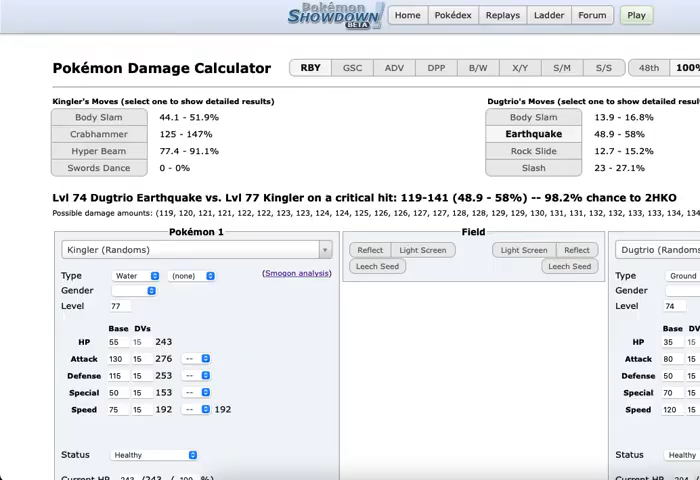 Pokémon SHOWDOWN! BETA Home Pokédex Replays Ladder Forum Play
Pokémon Damage Calculator RBY GSC ADV DPP B/W X/Y S/M S/S 48th 100%
Kingler's Moves (select one to show detailed results) Dugtrio's Moves (select one to show detailed resul
Body Slam 44.1 - 51.9% Body Slam 13.9 - 16.8%
Crabhammer 125 - 147% Earthquake 48.9 - 58%
Hyper Beam 77.4 - 91.1% Rock Slide 12.7 - 15.2%
Swords Dance 0 - 0% Slash 23 - 27.1%
Lvl 74 Dugtrio Earthquake vs. Lvl 77 Kingler on a critical hit: 119-141 (48.9 - 58%) -- 98.2% chance to 2HKO
Possible damage amounts: (119, 120, 121, 121, 122, 122, 123, 123, 124, 124, 125, 126, 126, 127, 127, 128, 128, 129, 129, 130, 131, 131, 132, 132, 133, 133, 134, 134
Pokémon 1 Field
Kingler (Randoms) Reflect Light Screen Light Screen Reflect Dugtrio (Random
Leech Seed Leech Seed
Type Water (none) (Smogon analysis) Type Ground
Gender Gender
Level 77 Level 74
Base DVs Base DVs
HP 55 15 243 HP 35 15
Attack 130 15 276 -- Attack 80 15
Defense 115 15 253 -- Defense 50 15
Special 50 15 153 -- Special 70 15
Speed 75 15 192 -- 192 Speed 120 15
Status Healthy Status Healthy
Current HP 243 /243 ( 100 %) Current HP